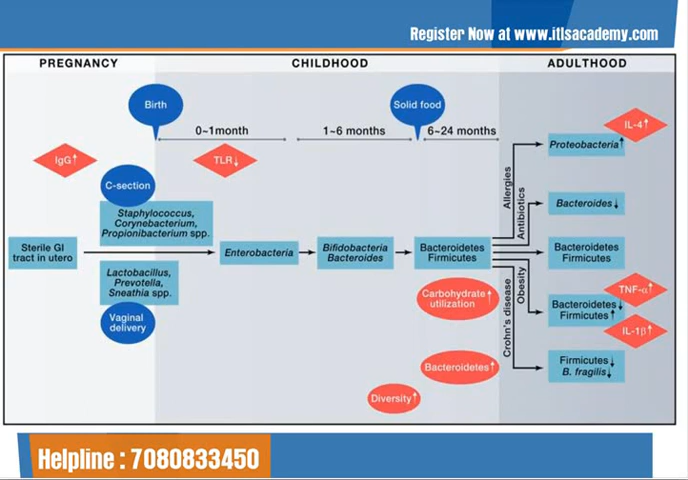 Register Now at www.itlsacademy.com
PREGNANCY
CHILDHOOD
ADULTHOOD
Birth
Solid food
0~1month
1~6 months
6~24 months
IgG↑
TLR↓
IL-4↑
C-section
Staphylococcus,
Corynebacterium,
Propionibacterium spp.
Sterile GI
tract in utero
Lactobacillus,
Prevotella,
Sneathia spp.
Vaginal
delivery
Enterobacteria
Bifidobacteria
Bacteroides
Bacteroidetes
Firmicutes
Carbohydrate↑
utilization
Bacteroidetes↑
Diversity↑
Allergies
Antibiotics
Obesity
Crohn's disease
Proteobacteria↑
Bacteroides↓
Bacteroidetes
Firmicutes
TNF-α↑
Bacteroidetes↓
Firmicutes↑
IL-1β↑
Firmicutes↓
B. fragilis↓
Helpline : 7080833450